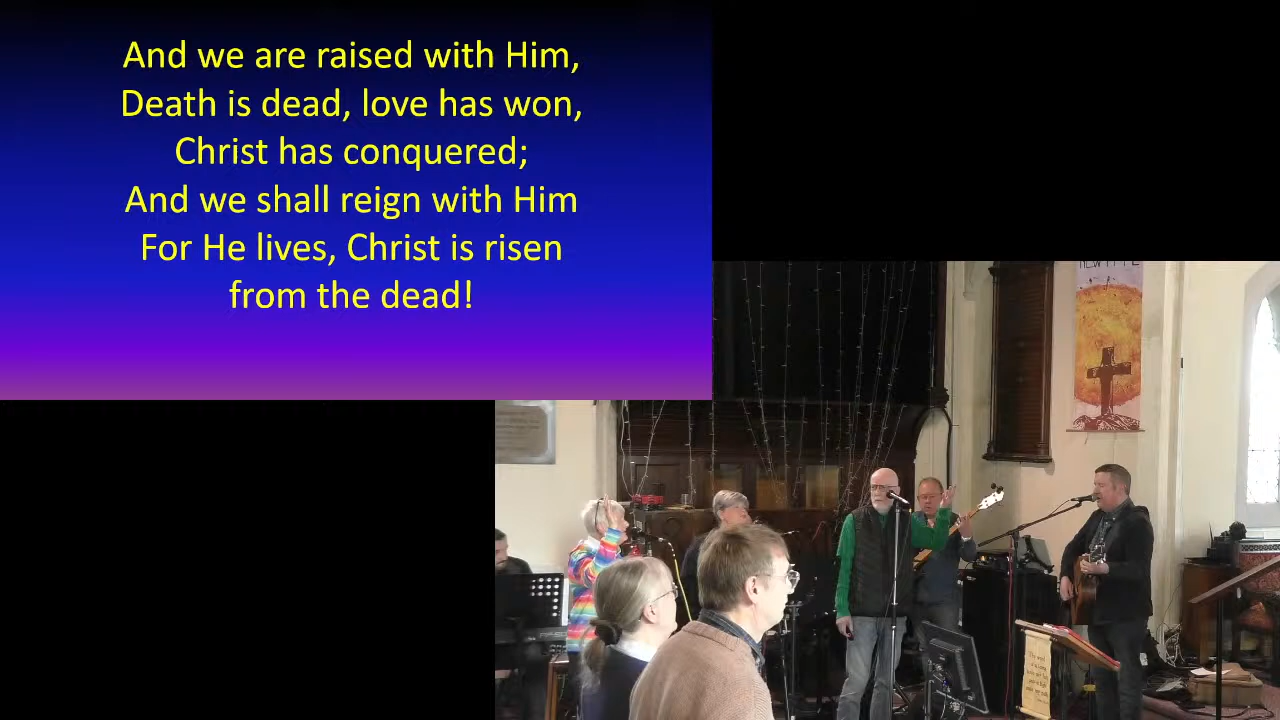 And we are raised with Him,
Death is dead, love has won,
Christ has conquered;
And we shall reign with Him
For He lives, Christ is risen
from the dead!